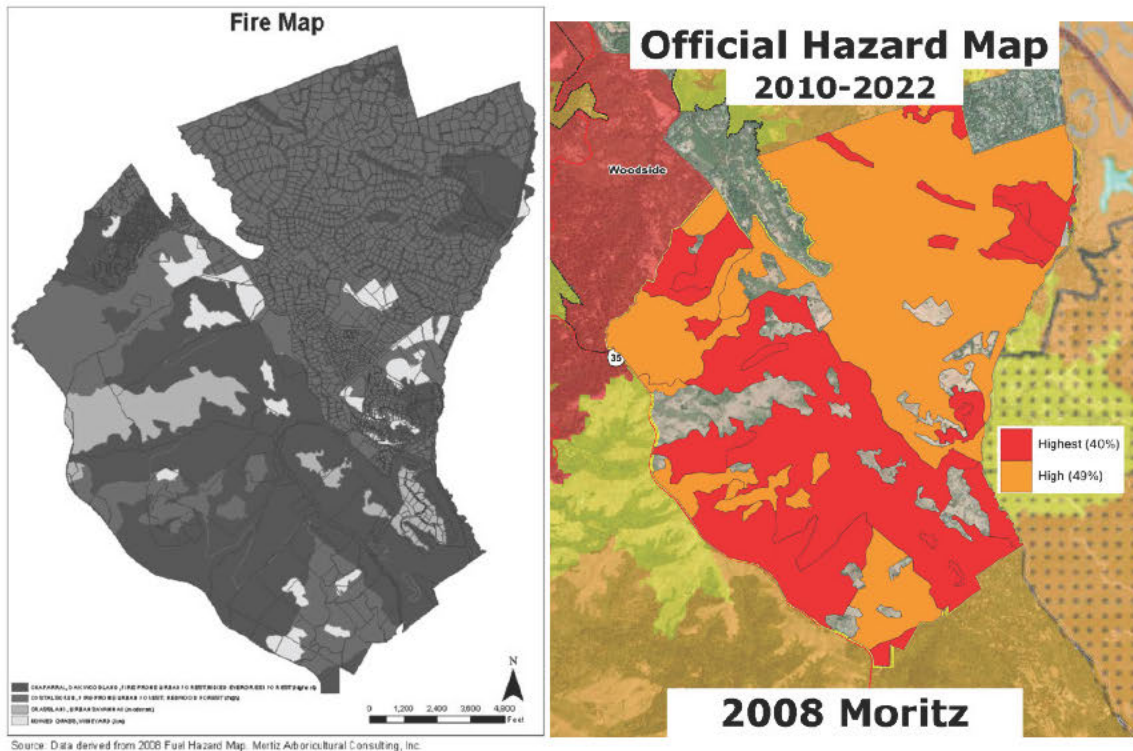 Fire Map
N
0 1,200 2,400 3,600 4,800
Feet
Source: Data derived from 2008 Fuel Hazard Map, Mertiz Arboricultural Consulting, Inc.
Official Hazard Map
2010-2022
Woodside
35
Highest (40%)
High (49%)
2008 Moritz